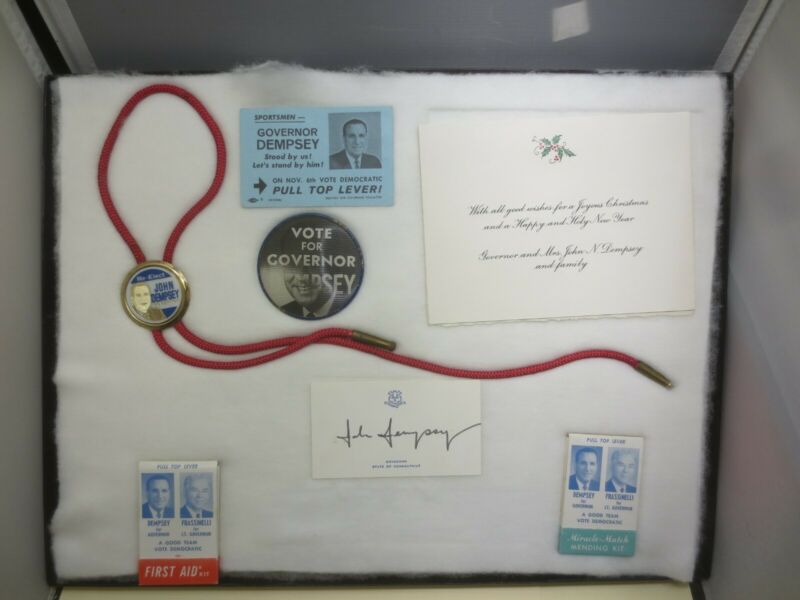 SPORTSMEN —
GOVERNOR
DEMPSEY
Stood by us!
Let's stand by him!
ON NOV. 6th VOTE DEMOCRATIC
PULL TOP LEVER!
With all good wishes for a Joyous Christmas
and a Happy and Holy New Year
Governor and Mrs. John N. Dempsey
and family
VOTE
FOR
GOVERNOR
DEMPSEY
Re-Elect
JOHN
DEMPSEY
John Dempsey
GOVERNOR
STATE OF CONNECTICUT
PULL TOP LEVER
DEMPSEY
for
GOVERNOR
FRASSINELLI
for
LT. GOVERNOR
A GOOD TEAM
VOTE DEMOCRATIC
FIRST AID KIT
PULL TOP LEVER
DEMPSEY
for
GOVERNOR
FRASSINELLI
for
LT. GOVERNOR
A GOOD TEAM
VOTE DEMOCRATIC
Miracle-Match
MENDING KIT